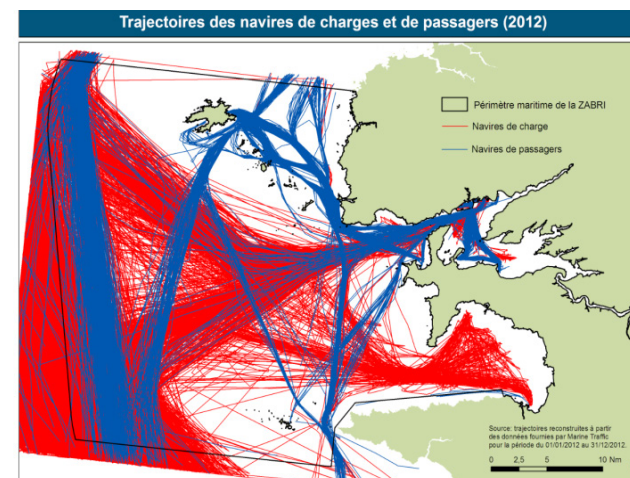 Trajectoires des navires de charges et de passagers (2012)
Périmètre maritime de la ZABRI
Navires de charge
Navires de passagers
Source: trajectoires reconstruites à partir
des données fournies par Marine Traffic
pour la période du 01/01/2012 au 31/12/2012.
0 2,5 5 10 Nm